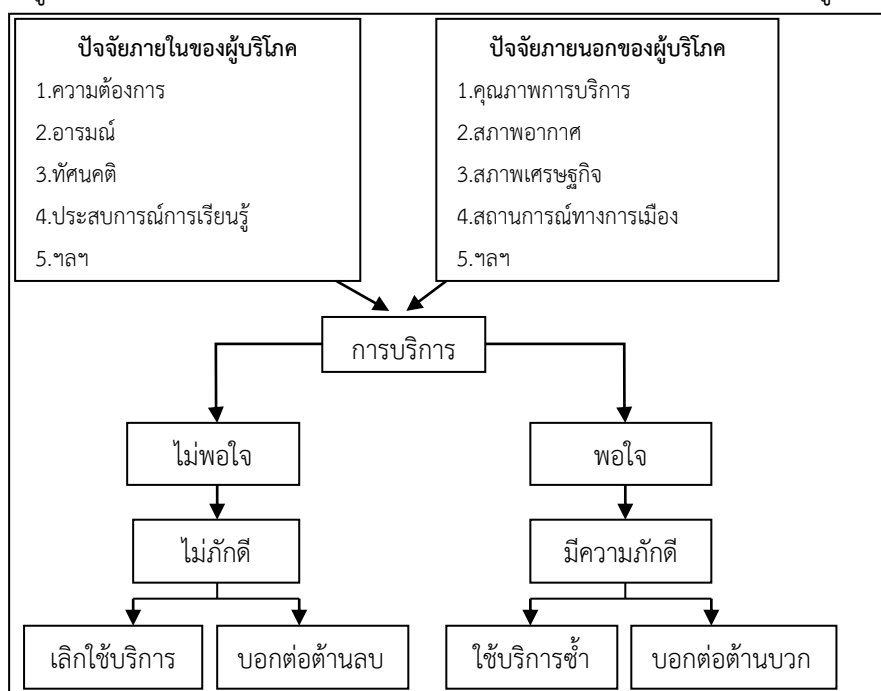 ปัจจัยภายในของผู้บริโภค
1.ความต้องการ
2.อารมณ์
3.ทัศนคติ
4.ประสบการณ์การเรียนรู้
5.ฯลฯ
ปัจจัยภายนอกของผู้บริโภค
1.คุณภาพการบริการ
2.สภาพอากาศ
3.สภาพเศรษฐกิจ
4.สถานการณ์ทางการเมือง
5.ฯลฯ
การบริการ
ไม่พอใจ
พอใจ
ไม่ภักดี
มีความภักดี
เลิกใช้บริการ
บอกต่อต้านลบ
ใช้บริการซ้ำ
บอกต่อต้านบวก